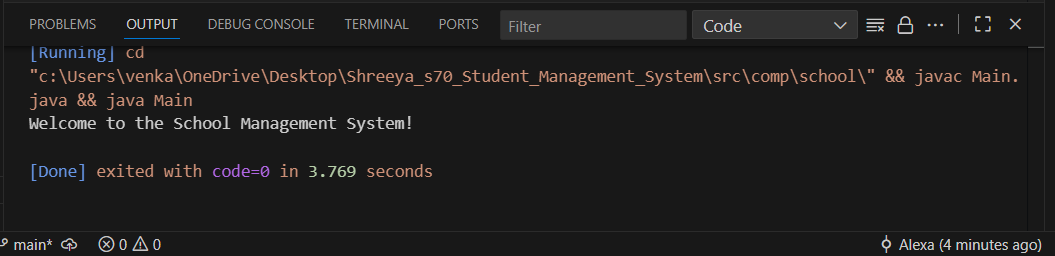 PROBLEMS OUTPUT DEBUG CONSOLE TERMINAL PORTS Filter Code
[Running] cd
"c:\Users\venka\OneDrive\Desktop\Shreeya_s70_Student_Management_System\src\comp\school\" && javac Main.
java && java Main
Welcome to the School Management System!
[Done] exited with code=0 in 3.769 seconds
main* 0 0 Alexa (4 minutes ago)